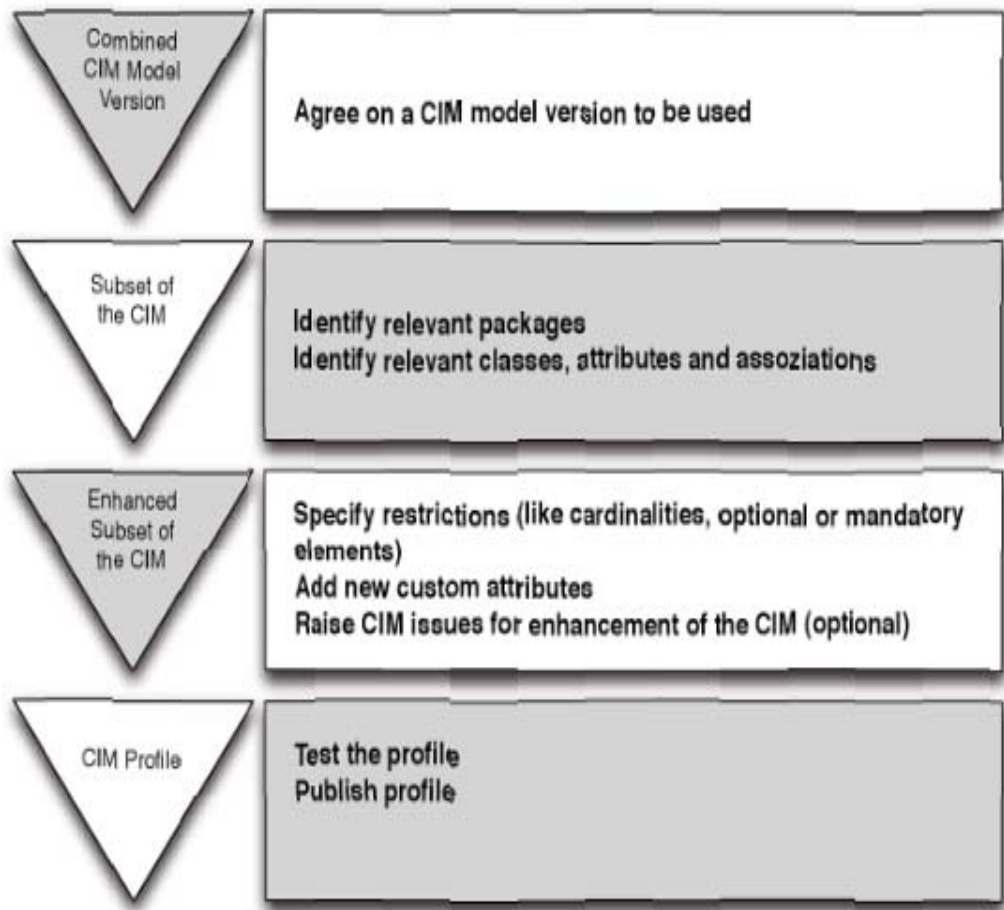 Combined
CIM Model
Version
Agree on a CIM model version to be used
Subset of
the CIM
Identify relevant packages
Identify relevant classes, attributes and assoziations
Enhanced
Subset of
the CIM
Specify restrictions (like cardinalities, optional or mandatory
elements)
Add new custom attributes
Raise CIM issues for enhancement of the CIM (optional)
CIM Profile
Test the profile
Publish profile